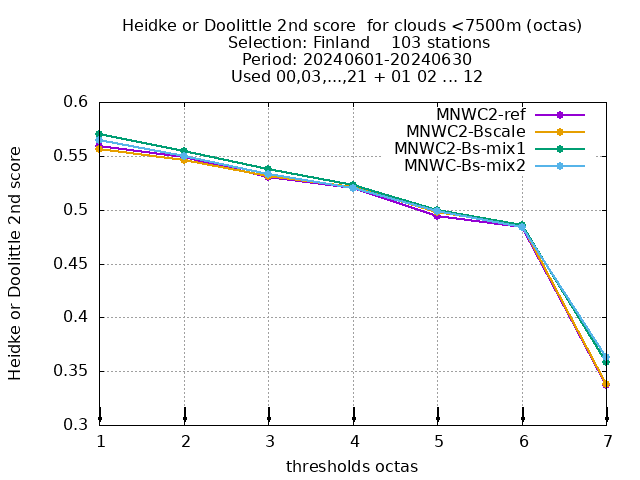 Heidke or Doolittle 2nd score  for clouds <7500m (octas)
Selection: Finland    103 stations
Period: 20240601-20240630
Used 00,03,...,21 + 01 02 ... 12
Heidke or Doolittle 2nd score
0.6
0.55
0.5
0.45
0.4
0.35
0.3
MNWC2-ref
MNWC2-Bscale
MNWC2-Bs-mix1
MNWC-Bs-mix2
1 2 3 4 5 6 7
thresholds octas